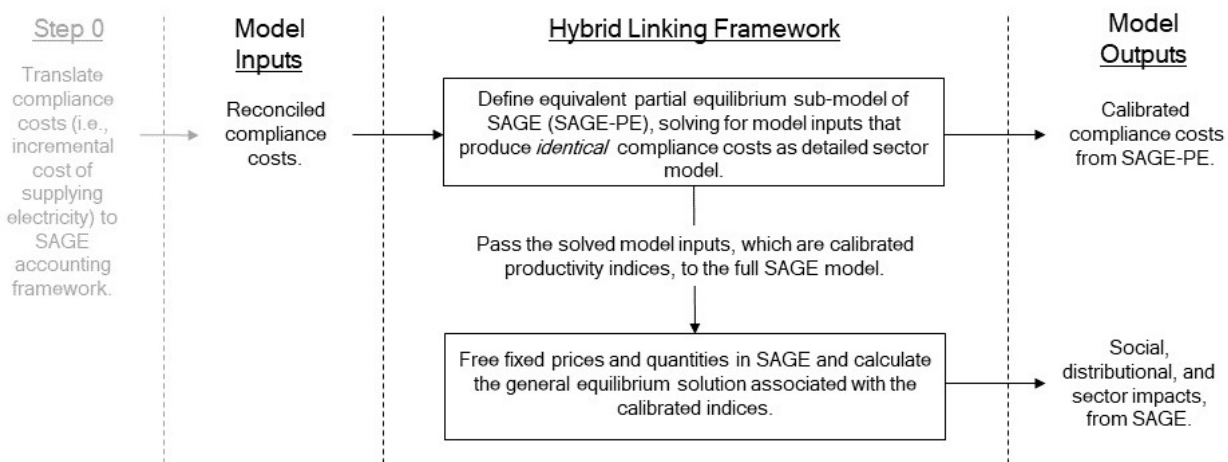 Step 0
Translate
compliance
costs (i.e.,
incremental
cost of
supplying
electricity) to
SAGE
accounting
framework.
Model
Inputs
Reconciled
compliance
costs.
Hybrid Linking Framework
Define equivalent partial equilibrium sub-model of
SAGE (SAGE-PE), solving for model inputs that
produce identical compliance costs as detailed sector
model.
Pass the solved model inputs, which are calibrated
productivity indices, to the full SAGE model.
Free fixed prices and quantities in SAGE and calculate
the general equilibrium solution associated with the
calibrated indices.
Model
Outputs
Calibrated
compliance costs
from SAGE-PE.
Social,
distributional, and
sector impacts,
from SAGE.